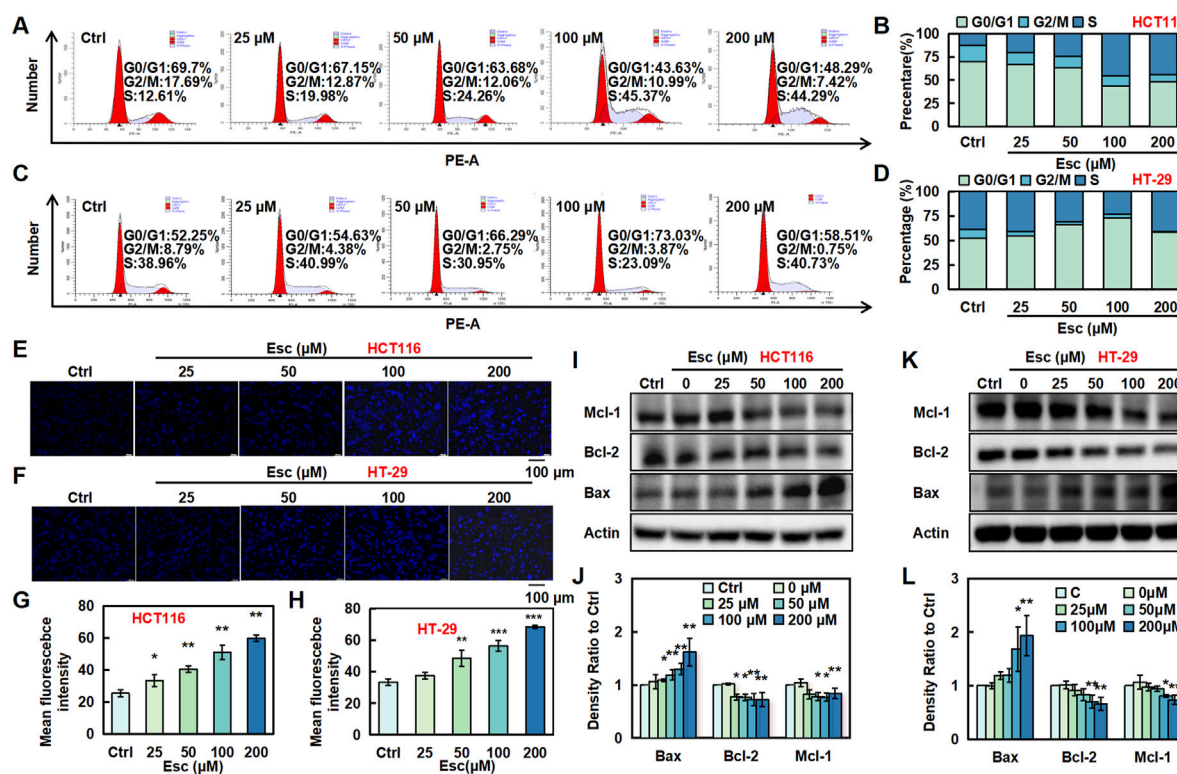 A
Number
Ctrl
G0/G1:69.7%
G2/M:17.69%
S:12.61%
25 µM
G0/G1:67.15%
G2/M:12.87%
S:19.98%
50 µM
G0/G1:63.68%
G2/M:12.06%
S:24.26%
100 µM
G0/G1:43.63%
G2/M:10.99%
S:45.37%
200 µM
G0/G1:48.29%
G2/M:7.42%
S:44.29%
PE-A
B
G0/G1 G2/M S HCT11
Precentare(%)
100
75
50
25
0
Ctrl 25 50 100 200
Esc (µM)
C
Number
Ctrl
G0/G1:52.25%
G2/M:8.79%
S:38.96%
25 µM
G0/G1:54.63%
G2/M:4.38%
S:40.99%
50 µM
G0/G1:66.29%
G2/M:2.75%
S:30.95%
100 µM
G0/G1:73.03%
G2/M:3.87%
S:23.09%
200 µM
G0/G1:58.51%
G2/M:0.75%
S:40.73%
PE-A
D
G0/G1 G2/M S HT-29
Percentage (%)
100
75
50
25
0
Ctrl 25 50 100 200
Esc (µM)
E
Esc (µM) HCT116
Ctrl 25 50 100 200
100 µm
F
Esc (µM) HT-29
Ctrl 25 50 100 200
100 µm
G
HCT116
Mean fluorescebce
intensity
80
60
40
20
0
* ** ** **
Ctrl 25 50 100 200
Esc(µM)
H
HT-29
Mean fluorescebce
intensity
80
60
40
20
0
** *** ***
Ctrl 25 50 100 200
Esc (µM)
I
Esc (µM) HCT116
Ctrl 0 25 50 100 200
Mcl-1
Bcl-2
Bax
Actin
J
Density Ratio to Ctrl
3
2
1
0
Ctrl 0 µM
25 µM 50 µM
100 µM 200 µM
* ** ** **
** ** **
** **
Bax Bcl-2 Mcl-1
K
Esc (µM) HT-29
Ctrl 0 25 50 100 200
Mcl-1
Bcl-2
Bax
Actin
L
Density Ratio to Ctrl
3
2
1
0
C 0µM
25µM 50µM
100µM 200µM
* **
** **
* **
Bax Bcl-2 Mcl-1